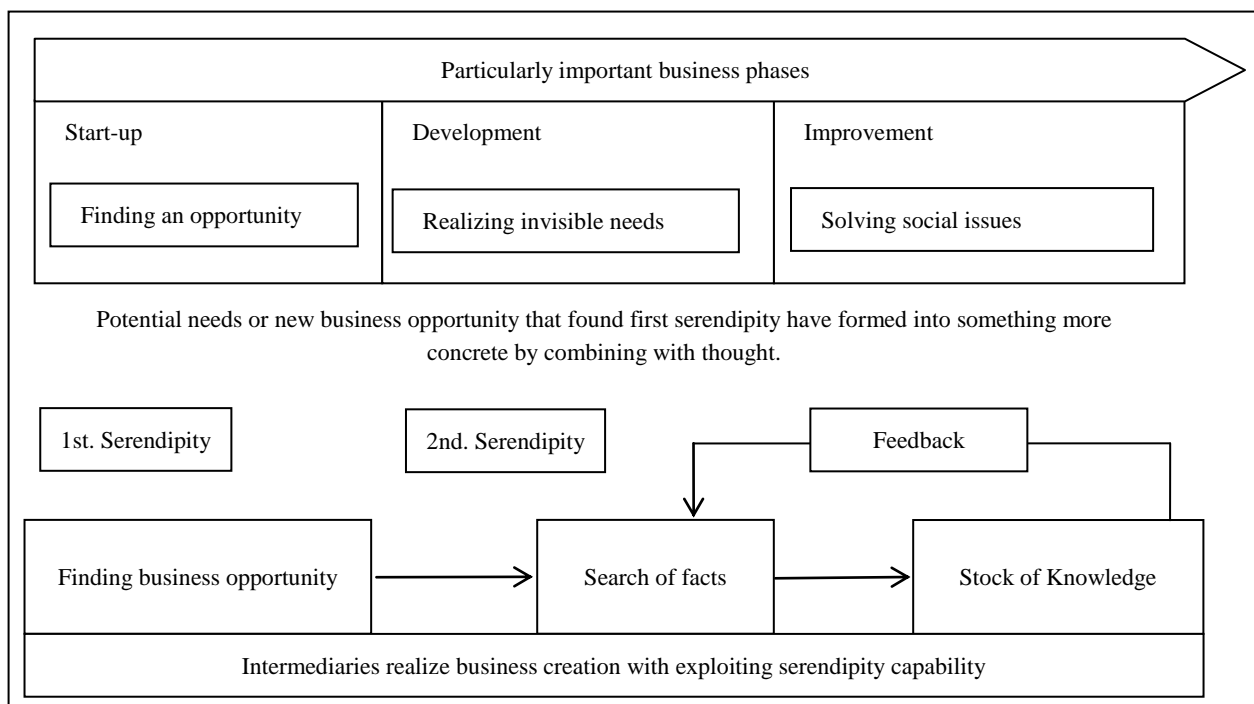 Particularly important business phases
Start-up
Development
Improvement
Finding an opportunity
Realizing invisible needs
Solving social issues
Potential needs or new business opportunity that found first serendipity have formed into something more
concrete by combining with thought.
1st. Serendipity
2nd. Serendipity
Feedback
Finding business opportunity
Search of facts
Stock of Knowledge
Intermediaries realize business creation with exploiting serendipity capability